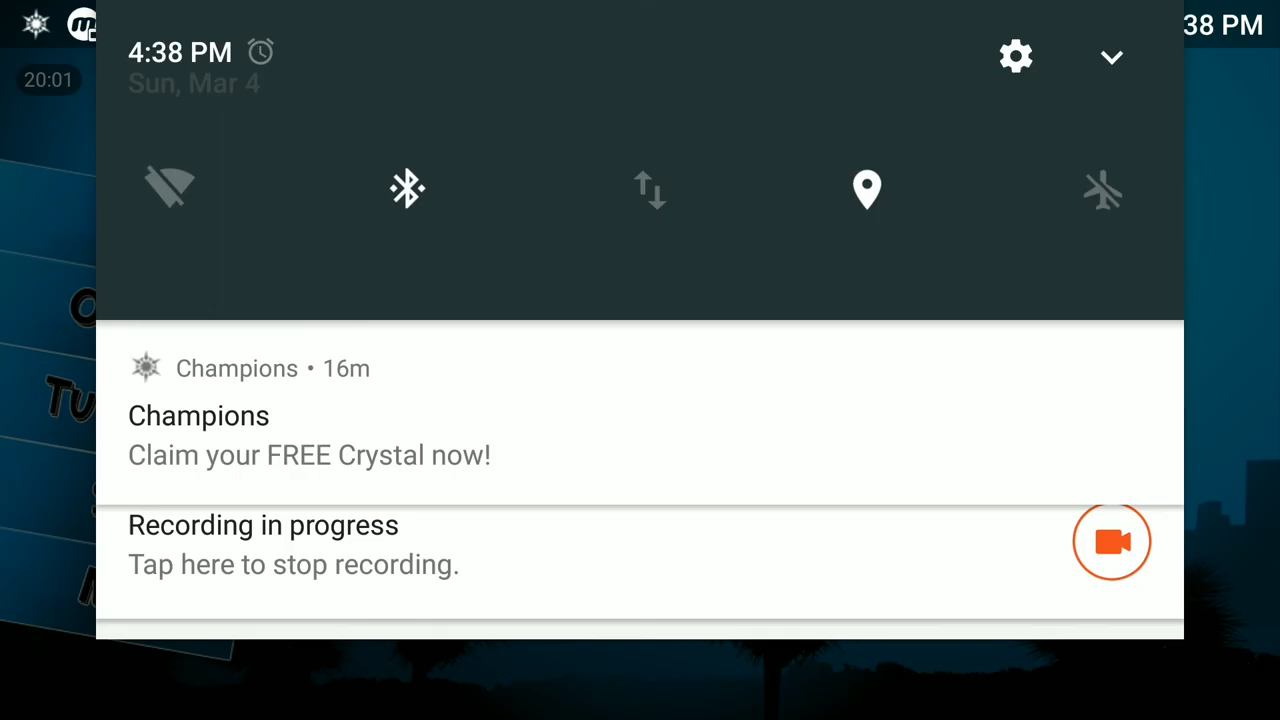 38 PM
4:38 PM
Sun, Mar 4
20:01
Champions • 16m
Champions
Claim your FREE Crystal now!
Recording in progress
Tap here to stop recording.
Tu